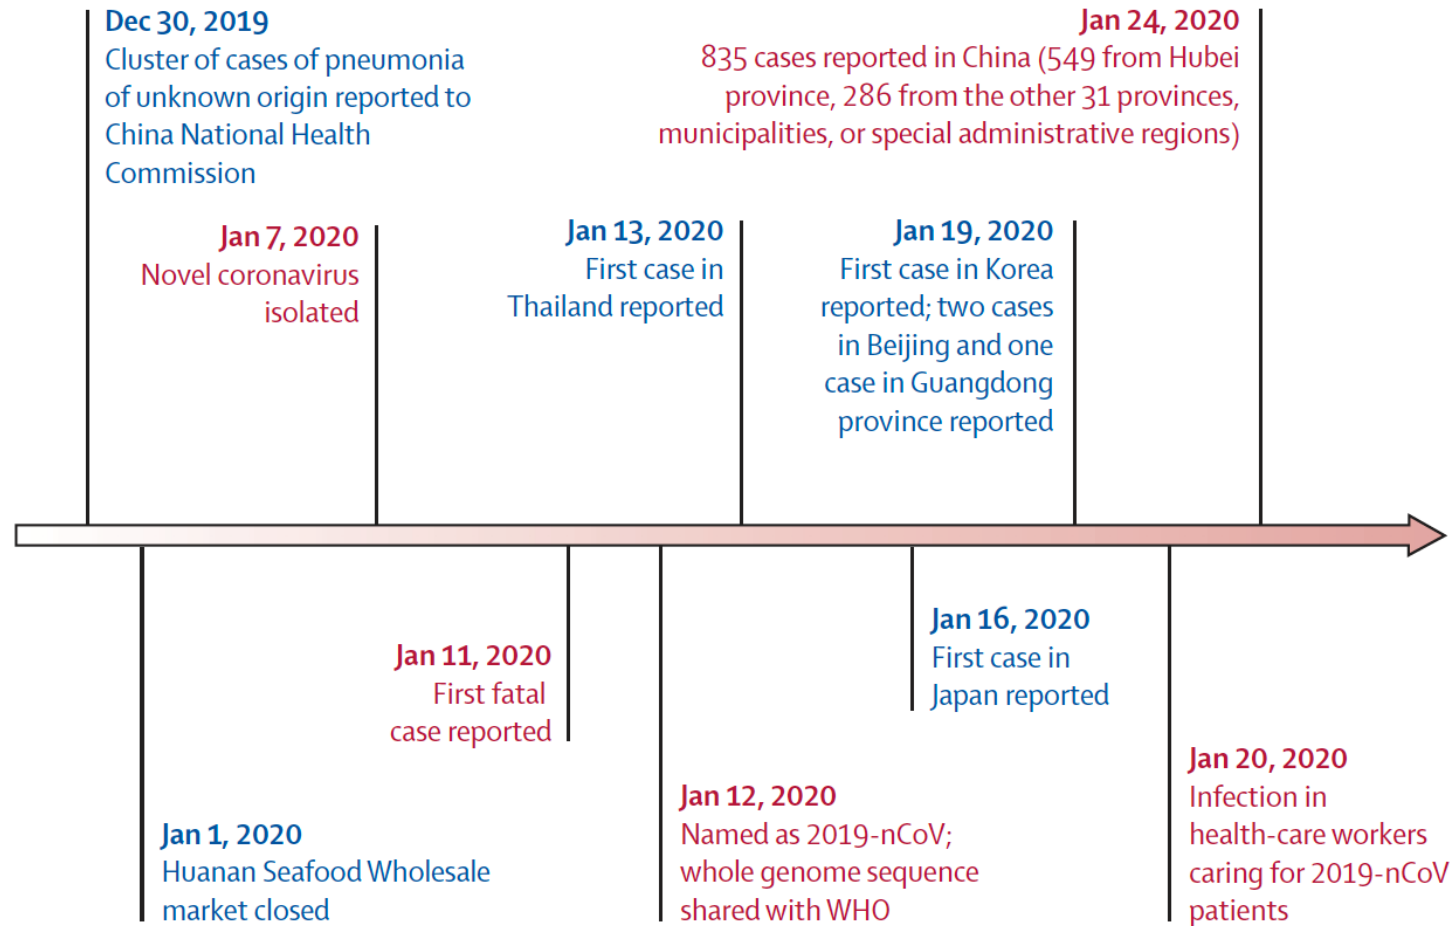 Dec 30, 2019
Cluster of cases of pneumonia
of unknown origin reported to
China National Health
Commission
Jan 24, 2020
835 cases reported in China (549 from Hubei
province, 286 from the other 31 provinces,
municipalities, or special administrative regions)
Jan 7, 2020
Novel coronavirus
isolated
Jan 13, 2020
First case in
Thailand reported
Jan 19, 2020
First case in Korea
reported; two cases
in Beijing and one
case in Guangdong
province reported
Jan 11, 2020
First fatal
case reported
Jan 16, 2020
First case in
Japan reported
Jan 1, 2020
Huanan Seafood Wholesale
market closed
Jan 12, 2020
Named as 2019-nCoV;
whole genome sequence
shared with WHO
Jan 20, 2020
Infection in
health-care workers
caring for 2019-nCoV
patients